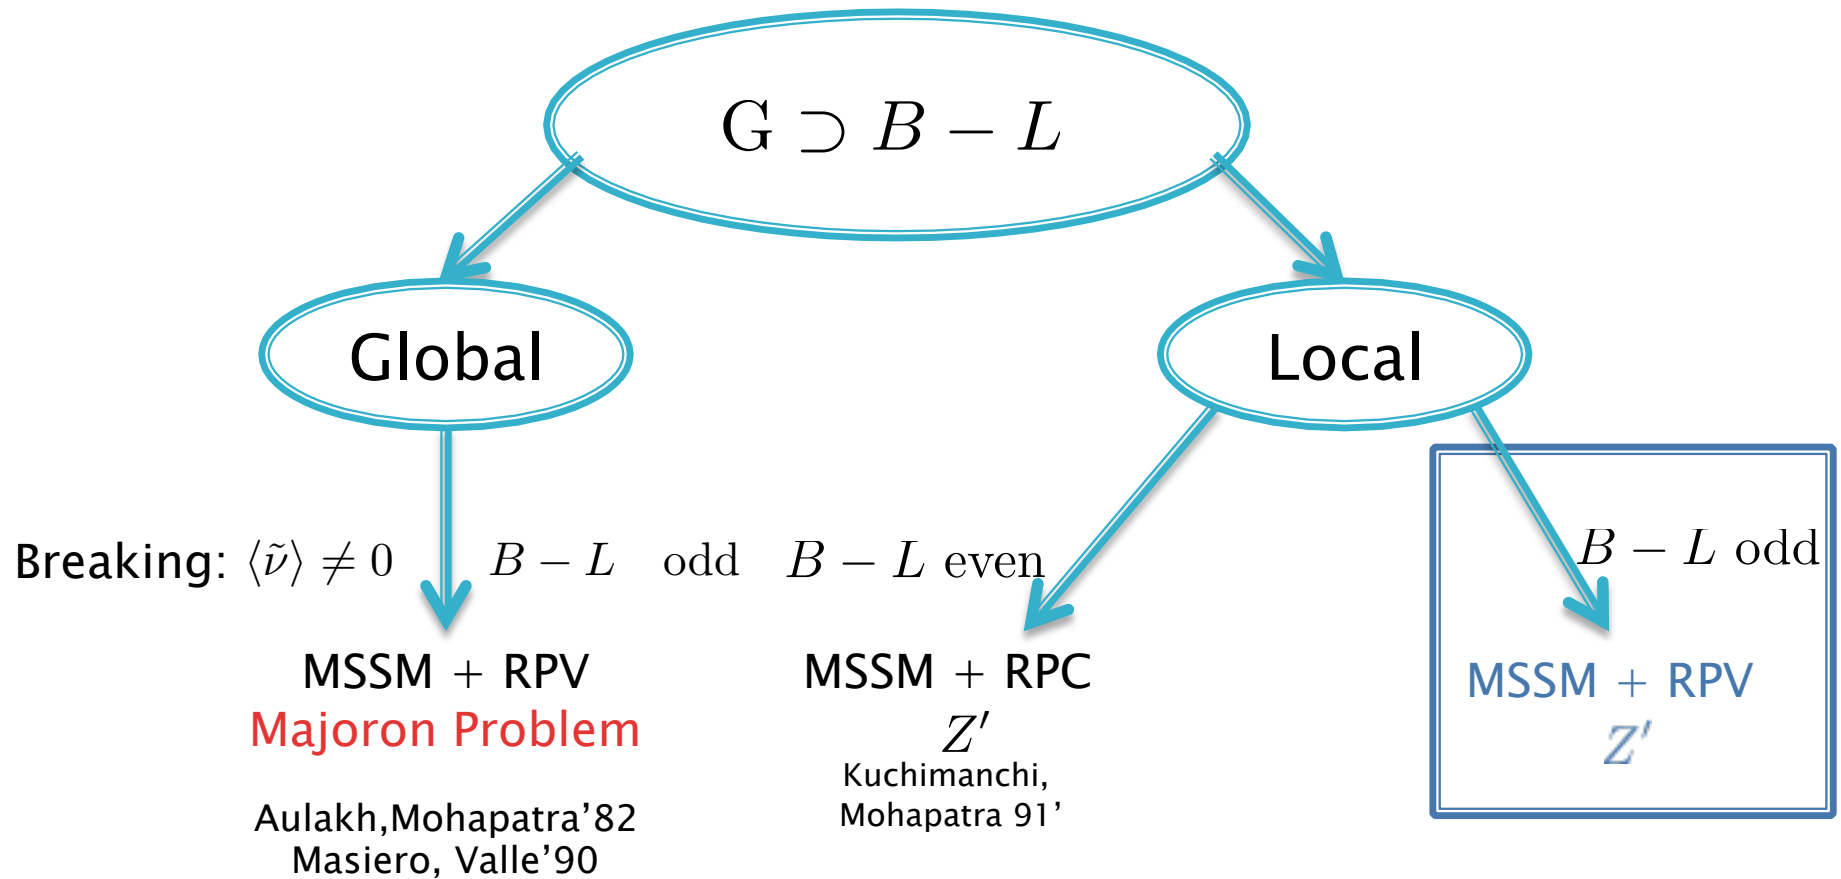 G ⊃ B − L
Global
Local
Breaking: ⟨ν̃⟩ ≠ 0 B − L odd B − L even
B − L odd
MSSM + RPV
Majoron Problem
Aulakh,Mohapatra’82
Masiero, Valle’90
MSSM + RPC
Z′
Kuchimanchi,
Mohapatra 91’
MSSM + RPV
Z′